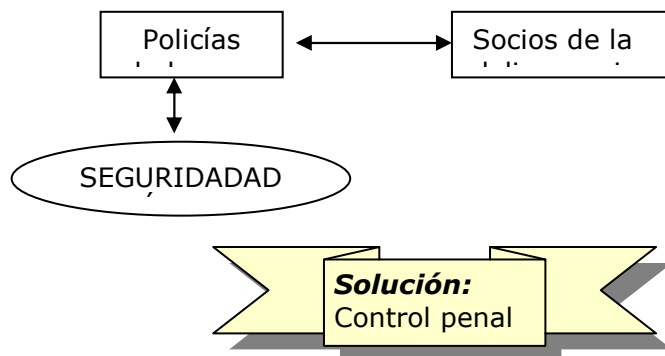 Policías
Socios de la
SEGURIDADAD
Solución:
Control penal